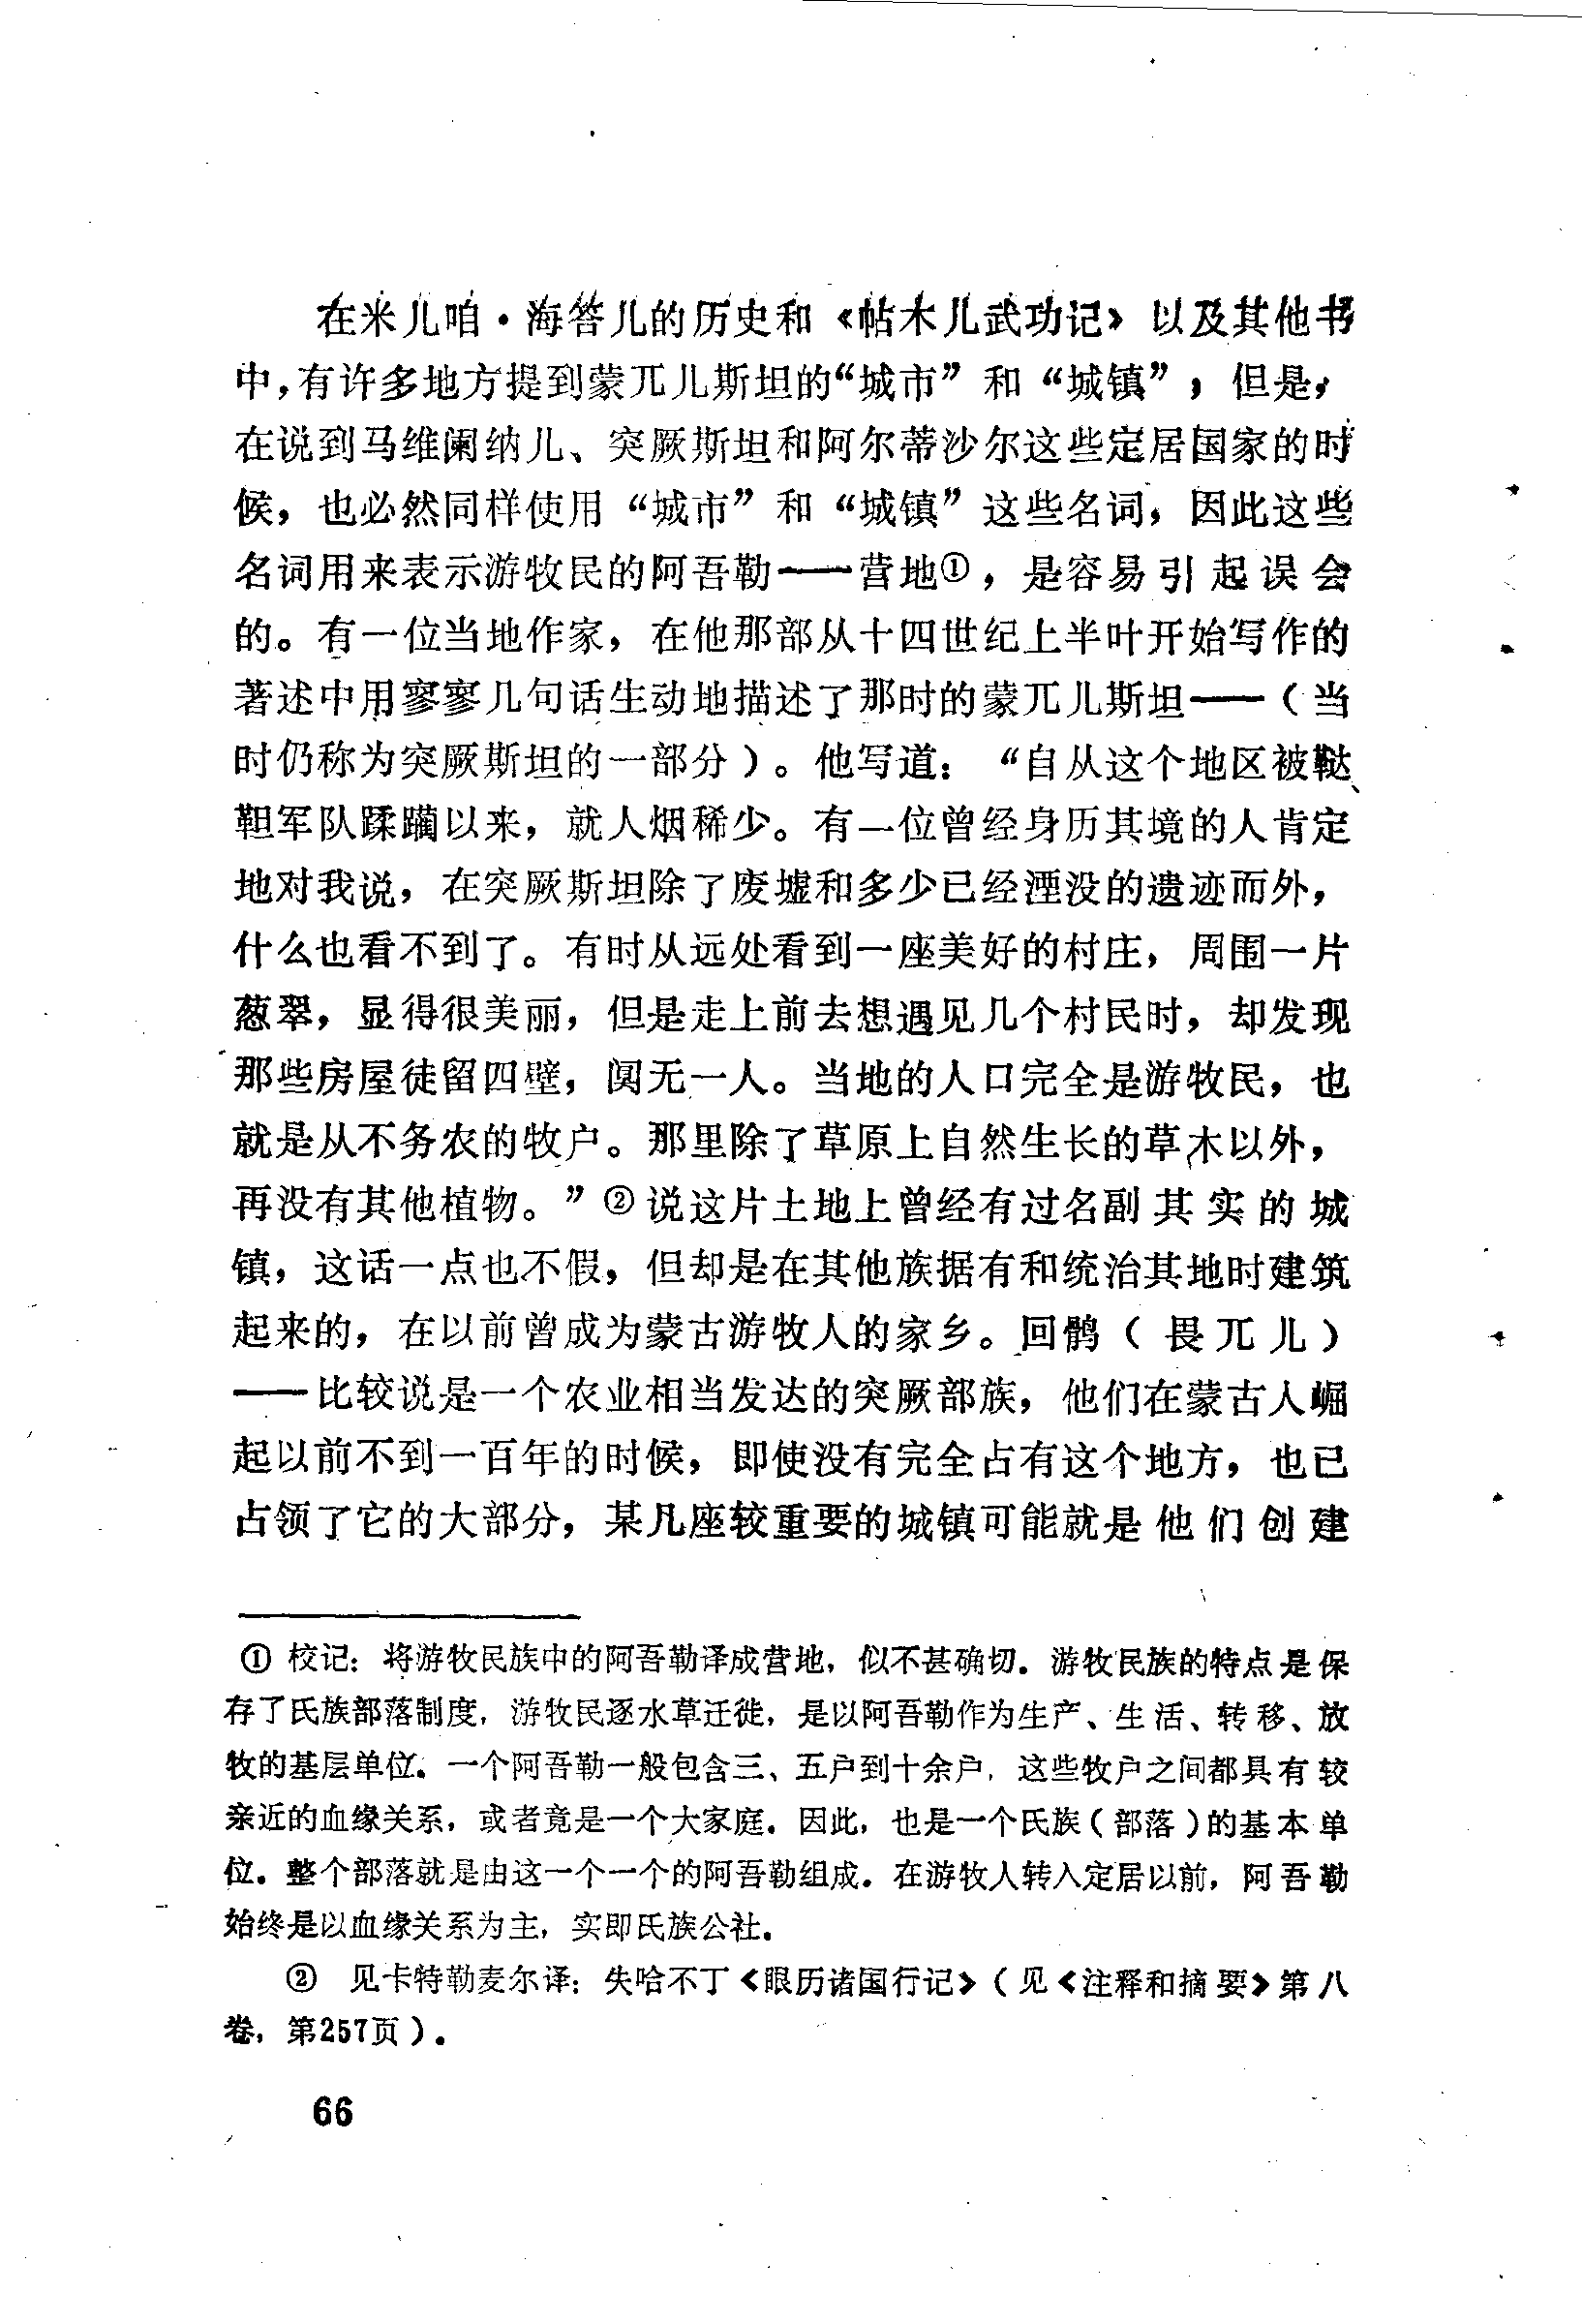 在米儿咱·海答儿的历史和《帖木儿武功记》以及其他书
中，有许多地方提到蒙兀儿斯坦的“城市”和“城镇”，但是，
在说到马维阑纳儿、突厥斯坦和阿尔蒂沙尔这些定居国家的时
候，也必然同样使用“城市”和“城镇”这些名词，因此这些
名词用来表示游牧民的阿吾勒——营地①，是容易引起误会
的。有一位当地作家，在他那部从十四世纪上半叶开始写作的
著述中用寥寥几句话生动地描述了那时的蒙兀儿斯坦——（当
时仍称为突厥斯坦的一部分）。他写道：“自从这个地区被鞑
靼军队蹂躏以来，就人烟稀少。有一位曾经身历其境的人肯定
地对我说，在突厥斯坦除了废墟和多少已经湮没的遗迹而外，
什么也看不到了。有时从远处看到一座美好的村庄，周围一片
葱翠，显得很美丽，但是走上前去想遇见几个村民时，却发现
那些房屋徒留四壁，阒无一人。当地的人口完全是游牧民，也
就是从不务农的牧户。那里除了草原上自然生长的草木以外，
再没有其他植物。”②说这片土地上曾经有过名副其实的城
镇，这话一点也不假，但却是在其他族据有和统治其地时建筑
起来的，在以前曾成为蒙古游牧人的家乡。回鹘（畏兀儿）
——比较说是一个农业相当发达的突厥部族，他们在蒙古人崛
起以前不到一百年的时候，即使没有完全占有这个地方，也已
占领了它的大部分，某几座较重要的城镇可能就是他们创建
① 校记：将游牧民族中的阿吾勒译成营地，似不甚确切。游牧民族的特点是保
存了氏族部落制度，游牧民逐水草迁徙，是以阿吾勒作为生产、生活、转移、放
牧的基层单位。一个阿吾勒一般包含三、五户到十余户，这些牧户之间都具有较
亲近的血缘关系，或者竟是一个大家庭。因此，也是一个氏族（部落）的基本单
位。整个部落就是由这一个一个的阿吾勒组成。在游牧人转入定居以前，阿吾勒
始终是以血缘关系为主，实即氏族公社。
② 见卡特勒麦尔译：失哈不丁《眼历诸国行记》（见《注释和摘要》第八
卷，第257页）。
66